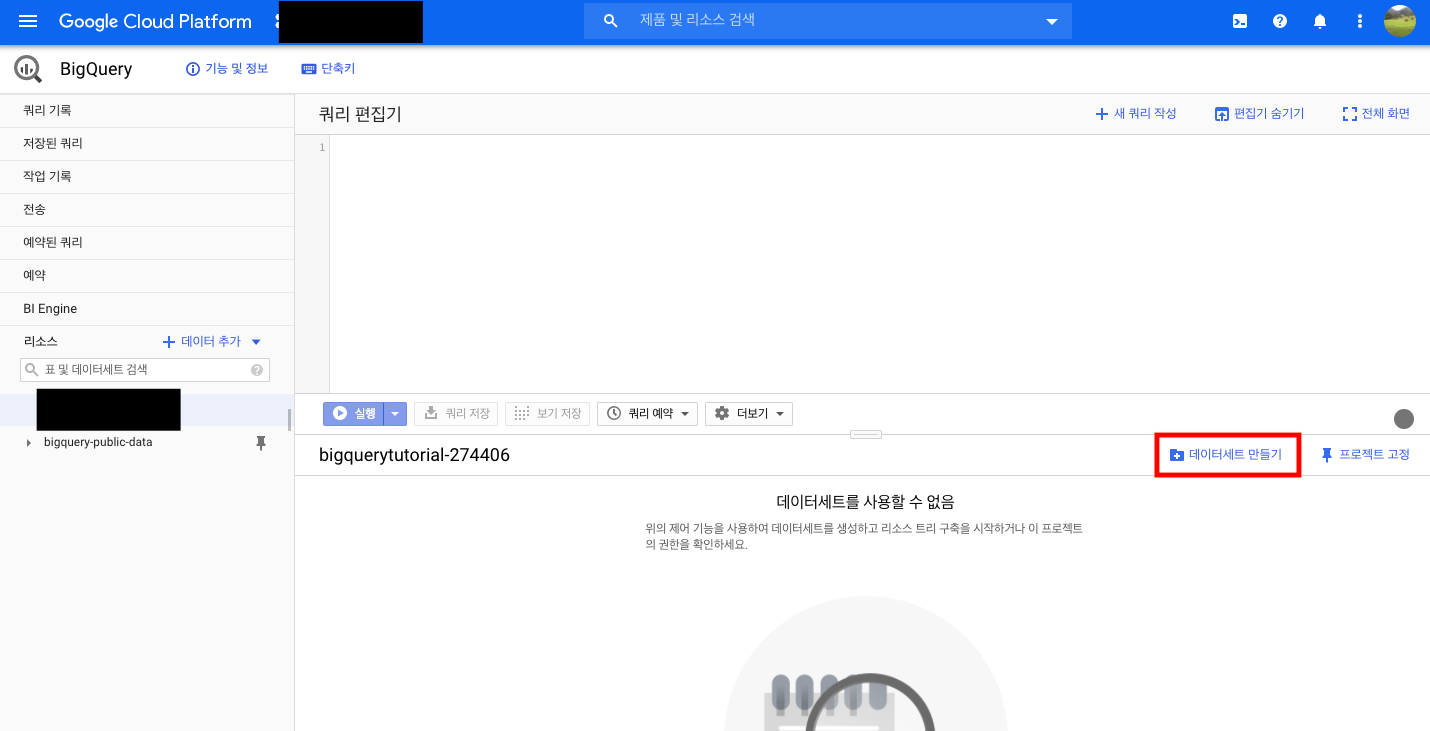 Google Cloud Platform
제품 및 리소스 검색
BigQuery
기능 및 정보
단축키
쿼리 기록
저장된 쿼리
작업 기록
전송
예약된 쿼리
예약
BI Engine
리소스
데이터 추가
표 및 데이터세트 검색
bigquery-public-data
쿼리 편집기
새 쿼리 작성
편집기 숨기기
전체 화면
1
실행
쿼리 저장
보기 저장
쿼리 예약
더보기
bigquerytutorial-274406
데이터세트 만들기
프로젝트 고정
데이터세트를 사용할 수 없음
위의 제어 기능을 사용하여 데이터세트를 생성하고 리소스 트리 구축을 시작하거나 이 프로젝트
의 권한을 확인하세요.